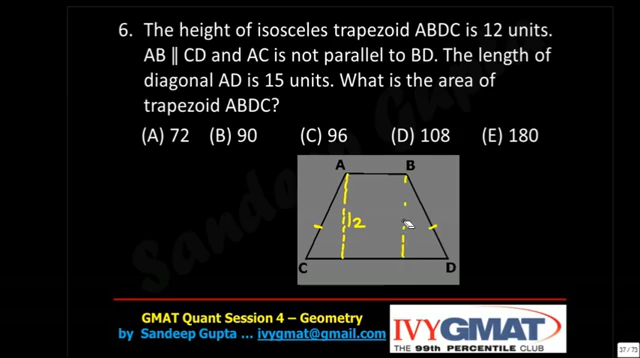 6. The height of isosceles trapezoid ABDC is 12 units.
AB ∥ CD and AC is not parallel to BD. The length of
diagonal AD is 15 units. What is the area of
trapezoid ABDC?
(A) 72 (B) 90 (C) 96 (D) 108 (E) 180
A B
12
C D
GMAT Quant Session 4 – Geometry
by Sandeep Gupta ... ivygmat@gmail.com
IVYGMAT
THE 99th PERCENTILE CLUB
37 / 73
Sandeep Gupta